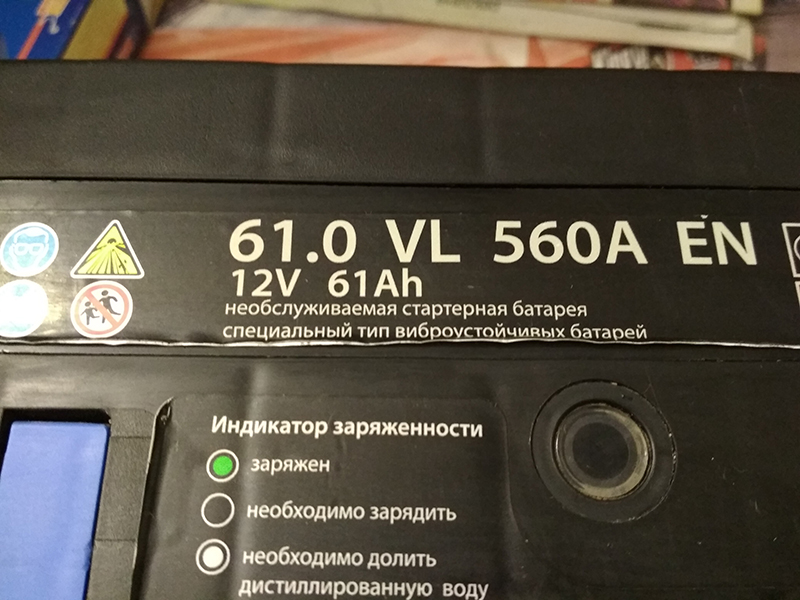 61.0 VL 560A EN
12V 61Ah
необслуживаемая стартерная батарея
специальный тип виброустойчивых батарей
Индикатор заряженности
заряжен
необходимо зарядить
необходимо долить
дистиллированную воду